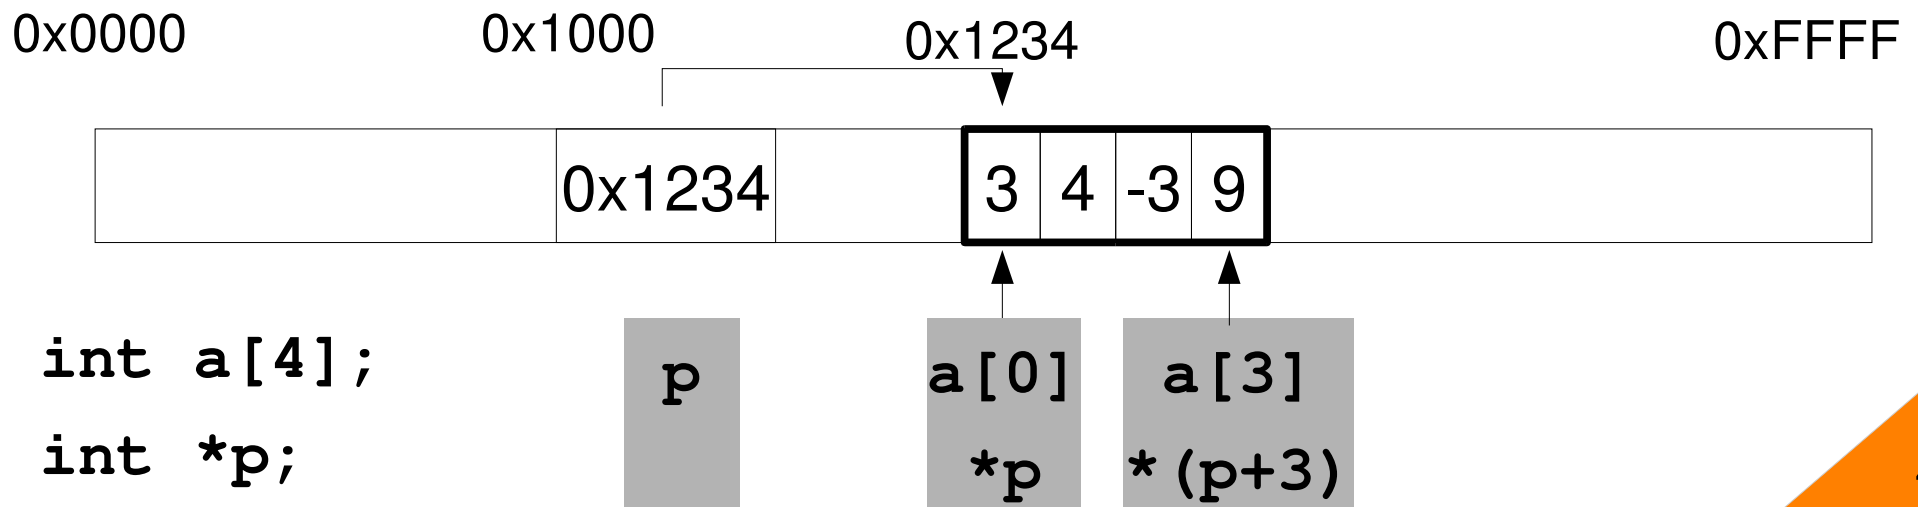 0x0000 0x1000 0x1234 0xFFFF
0x1234 3 4 -3 9
int a[4]; p a[0] a[3]
int *p; *p *(p+3)